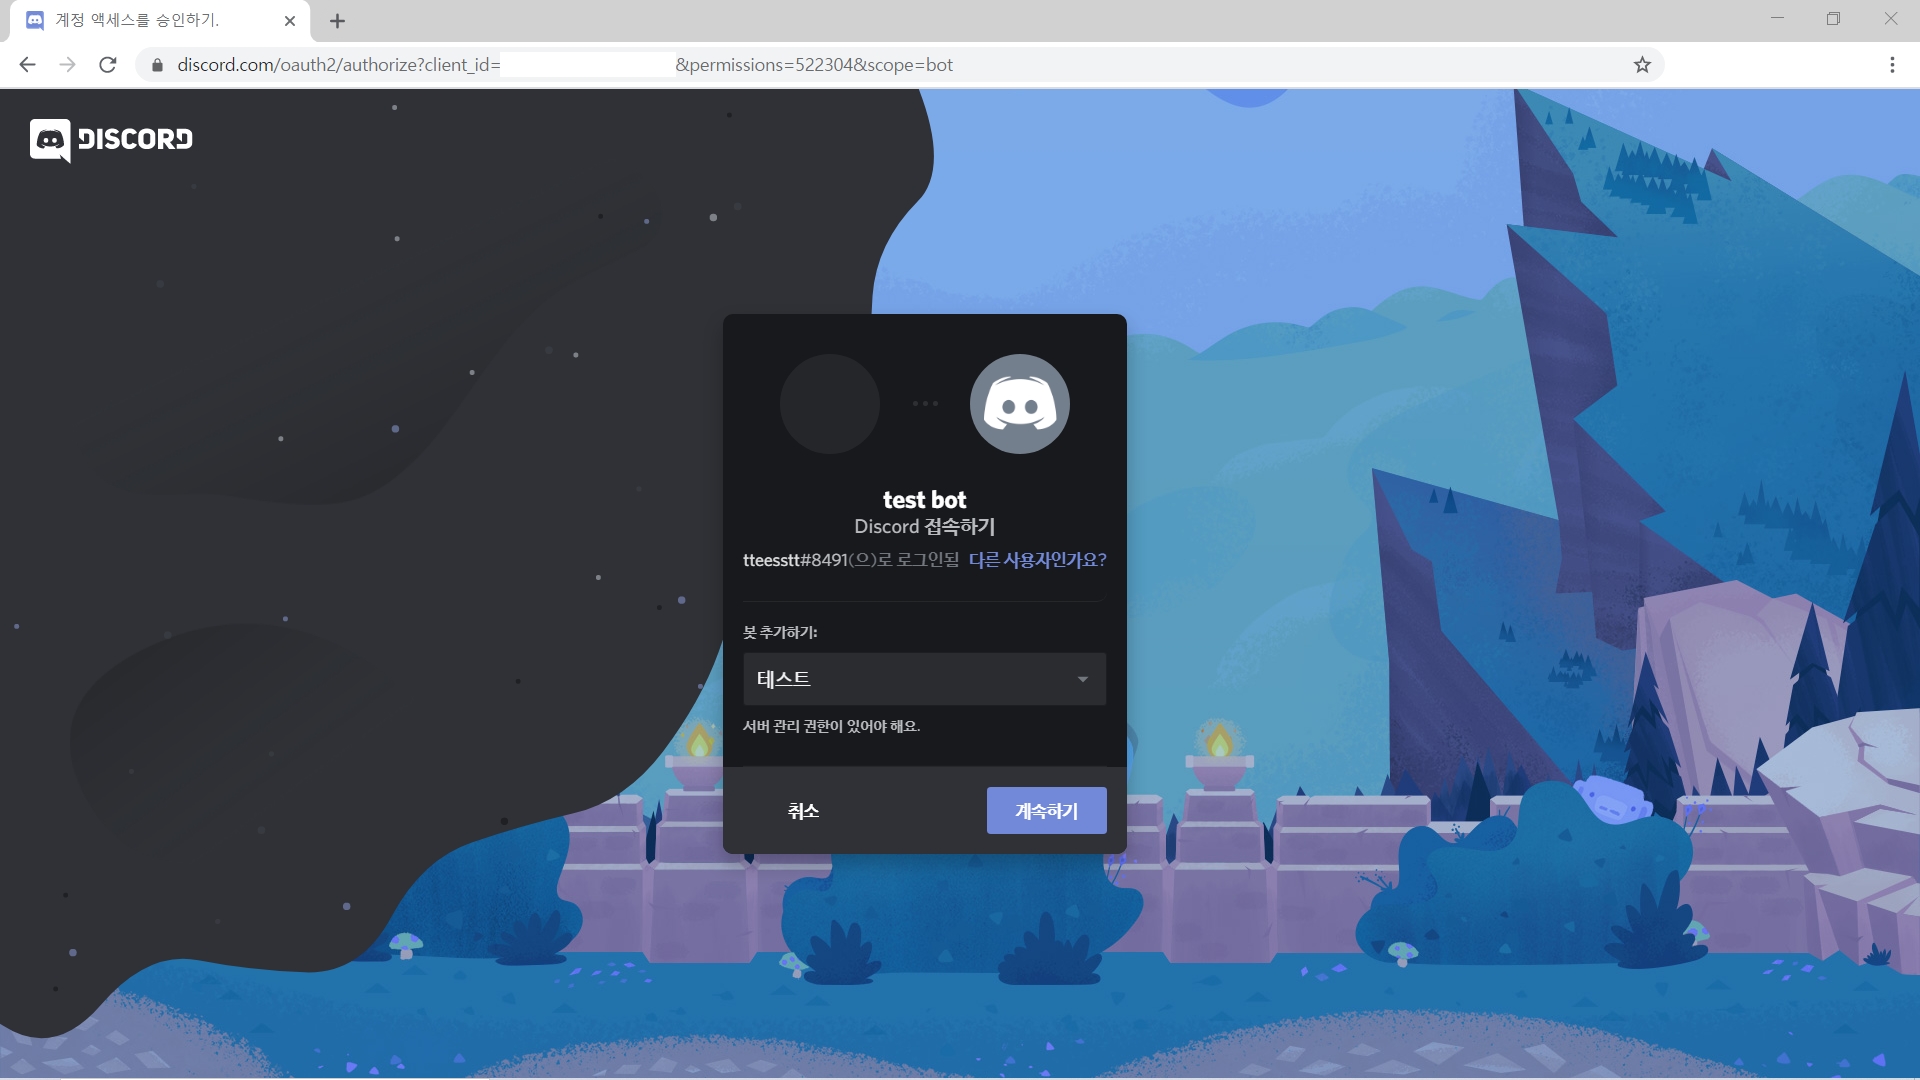 계정 액세스를 승인하기.
discord.com/oauth2/authorize?client_id= &permissions=522304&scope=bot
DISCORD
test bot
Discord 접속하기
tteesstt#8491(으)로 로그인됨 다른 사용자인가요?
봇 추가하기:
테스트
서버 관리 권한이 있어야 해요.
취소 계속하기